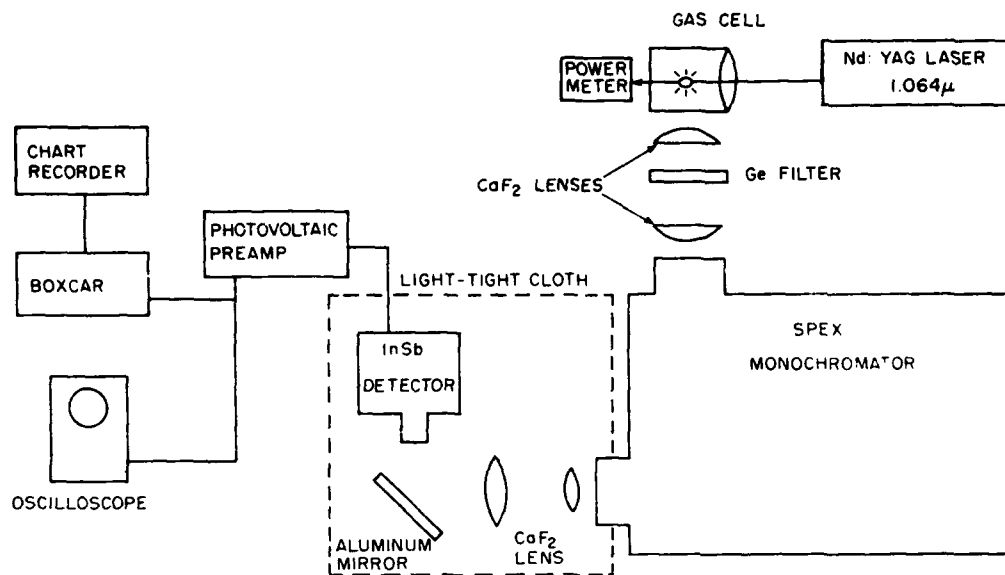 GAS CELL
POWER
METER
Nd: YAG LASER
1.064μ
CHART
RECORDER
CaF₂ LENSES
Ge FILTER
PHOTOVOLTAIC
PREAMP
BOXCAR
LIGHT-TIGHT CLOTH
InSb
DETECTOR
SPEX
MONOCHROMATOR
OSCILLOSCOPE
ALUMINUM
MIRROR
CaF₂
LENS